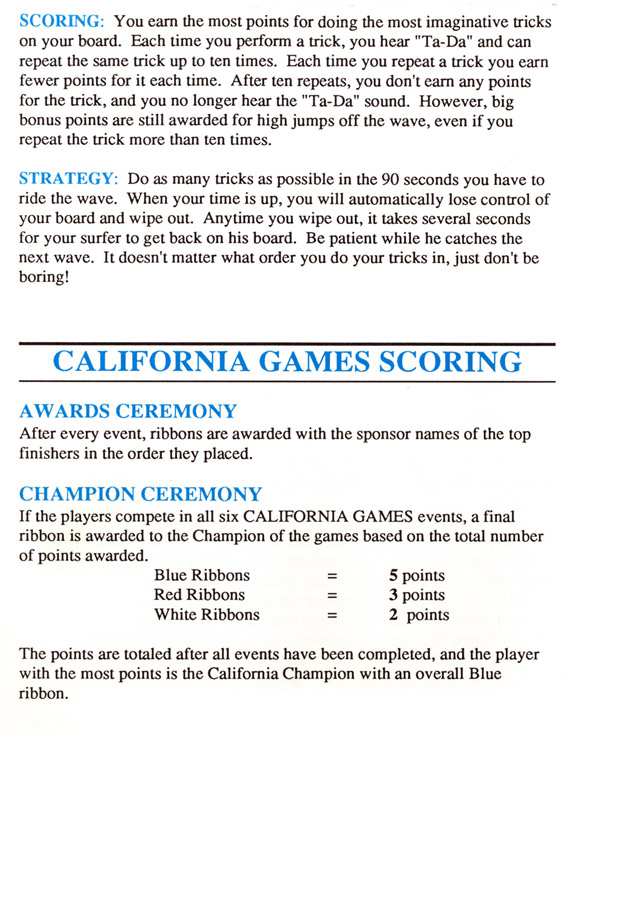 SCORING: You earn the most points for doing the most imaginative tricks
on your board. Each time you perform a trick, you hear "Ta-Da" and can
repeat the same trick up to ten times. Each time you repeat a trick you earn
fewer points for it each time. After ten repeats, you don't earn any points
for the trick, and you no longer hear the "Ta-Da" sound. However, big
bonus points are still awarded for high jumps off the wave, even if you
repeat the trick more than ten times.
STRATEGY: Do as many tricks as possible in the 90 seconds you have to
ride the wave. When your time is up, you will automatically lose control of
your board and wipe out. Anytime you wipe out, it takes several seconds
for your surfer to get back on his board. Be patient while he catches the
next wave. It doesn't matter what order you do your tricks in, just don't be
boring!
CALIFORNIA GAMES SCORING
AWARDS CEREMONY
After every event, ribbons are awarded with the sponsor names of the top
finishers in the order they placed.
CHAMPION CEREMONY
If the players compete in all six CALIFORNIA GAMES events, a final
ribbon is awarded to the Champion of the games based on the total number
of points awarded.
Blue Ribbons = 5 points
Red Ribbons = 3 points
White Ribbons = 2 points
The points are totaled after all events have been completed, and the player
with the most points is the California Champion with an overall Blue
ribbon.